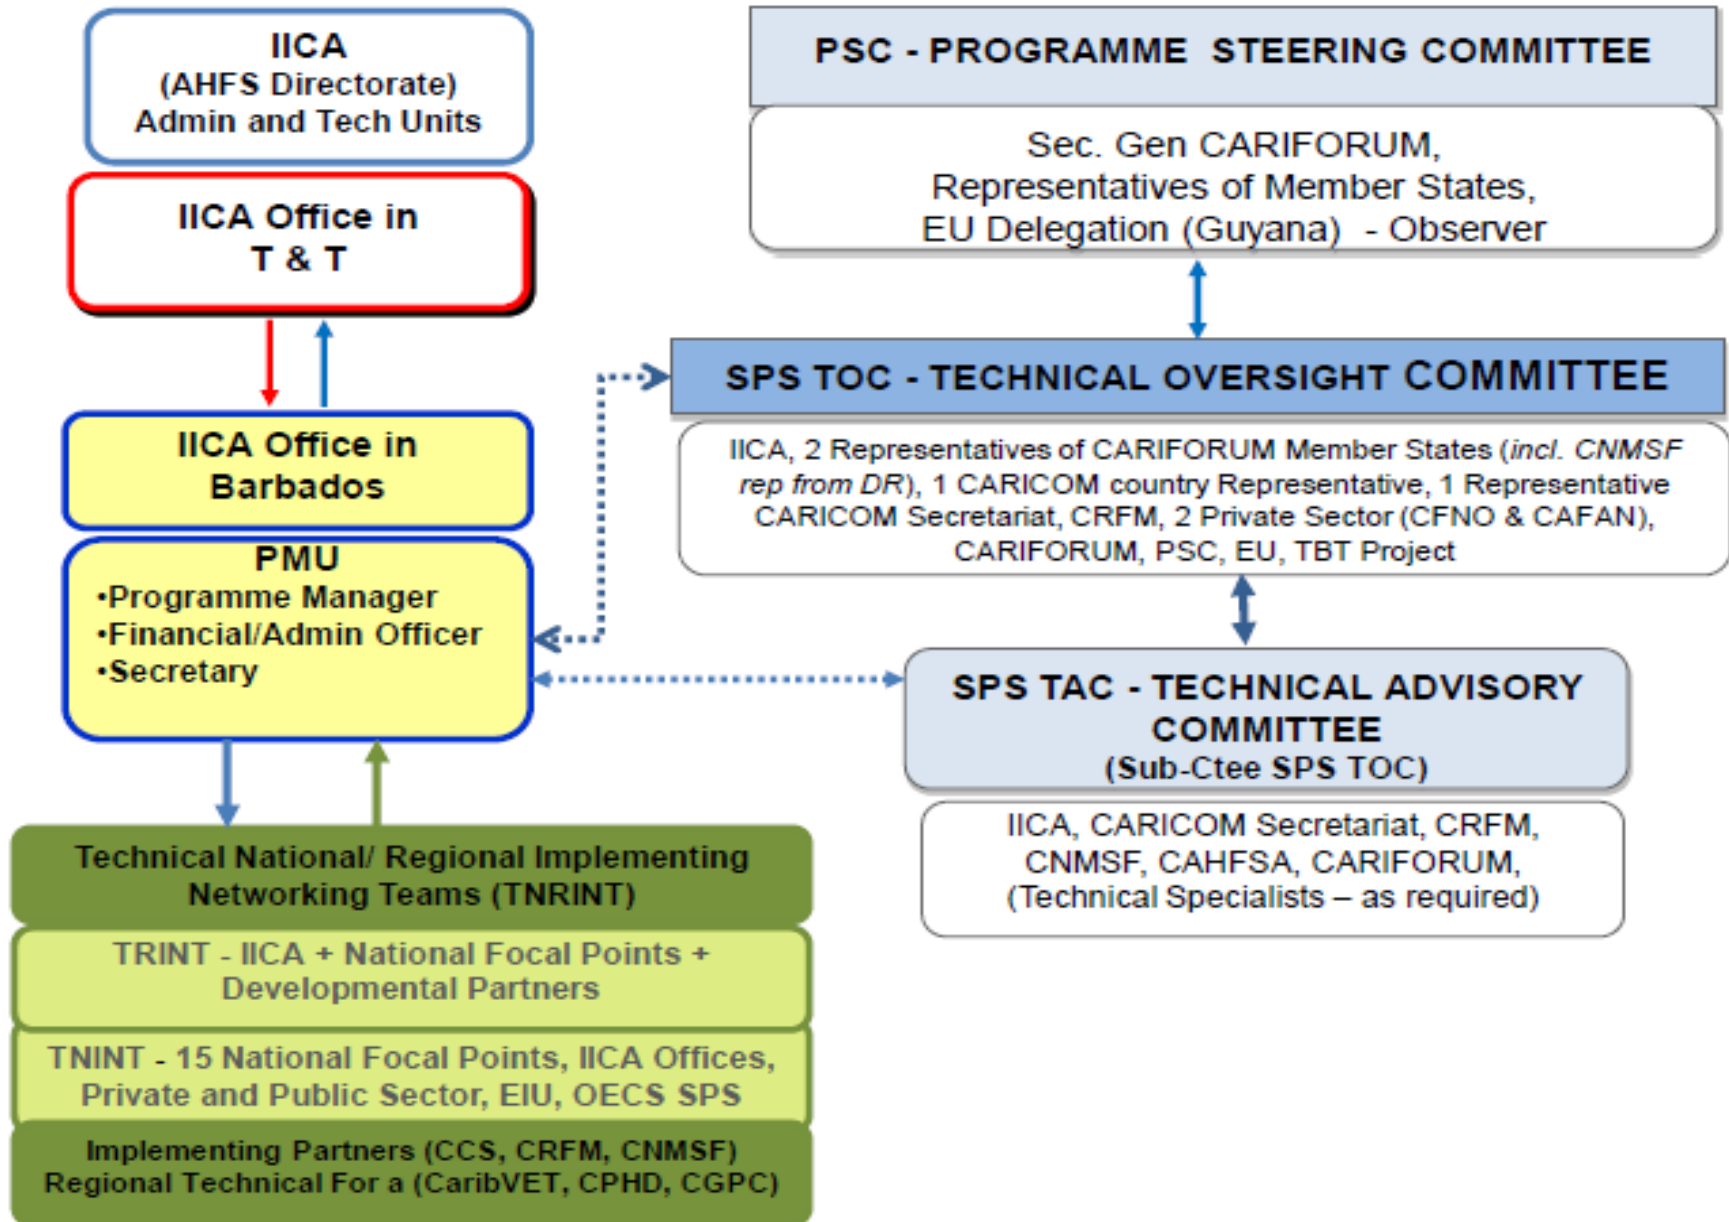 IICA
(AHFS Directorate)
Admin and Tech Units
IICA Office in
T & T
IICA Office in
Barbados
PMU
•Programme Manager
•Financial/Admin Officer
•Secretary
Technical National/ Regional Implementing
Networking Teams (TNRINT)
TRINT - IICA + National Focal Points +
Developmental Partners
TNINT - 15 National Focal Points, IICA Offices,
Private and Public Sector, EIU, OECS SPS
Implementing Partners (CCS, CRFM, CNMSF)
Regional Technical For a (CaribVET, CPHD, CGPC)
PSC - PROGRAMME STEERING COMMITTEE
Sec. Gen CARIFORUM,
Representatives of Member States,
EU Delegation (Guyana) - Observer
SPS TOC - TECHNICAL OVERSIGHT COMMITTEE
IICA, 2 Representatives of CARIFORUM Member States (incl. CNMSF
rep from DR), 1 CARICOM country Representative, 1 Representative
CARICOM Secretariat, CRFM, 2 Private Sector (CFNO & CAFAN),
CARIFORUM, PSC, EU, TBT Project
SPS TAC - TECHNICAL ADVISORY
COMMITTEE
(Sub-Ctee SPS TOC)
IICA, CARICOM Secretariat, CRFM,
CNMSF, CAHFSA, CARIFORUM,
(Technical Specialists – as required)